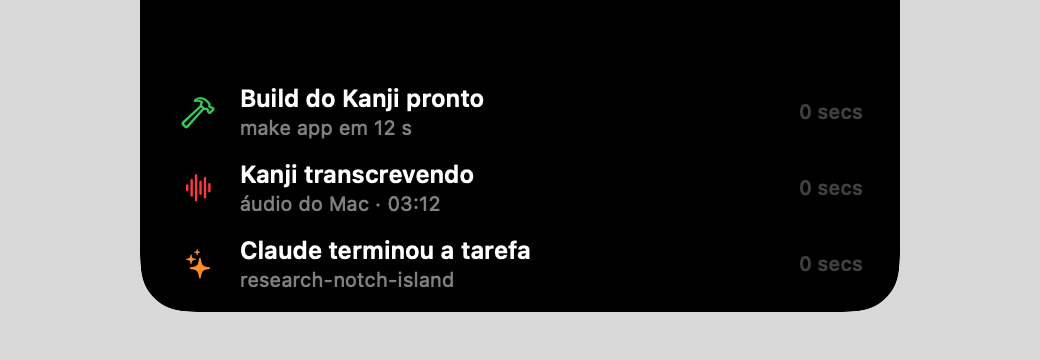 Build do Kanji pronto
make app em 12 s
0 secs
Kanji transcrevendo
áudio do Mac · 03:12
0 secs
Claude terminou a tarefa
research-notch-island
0 secs